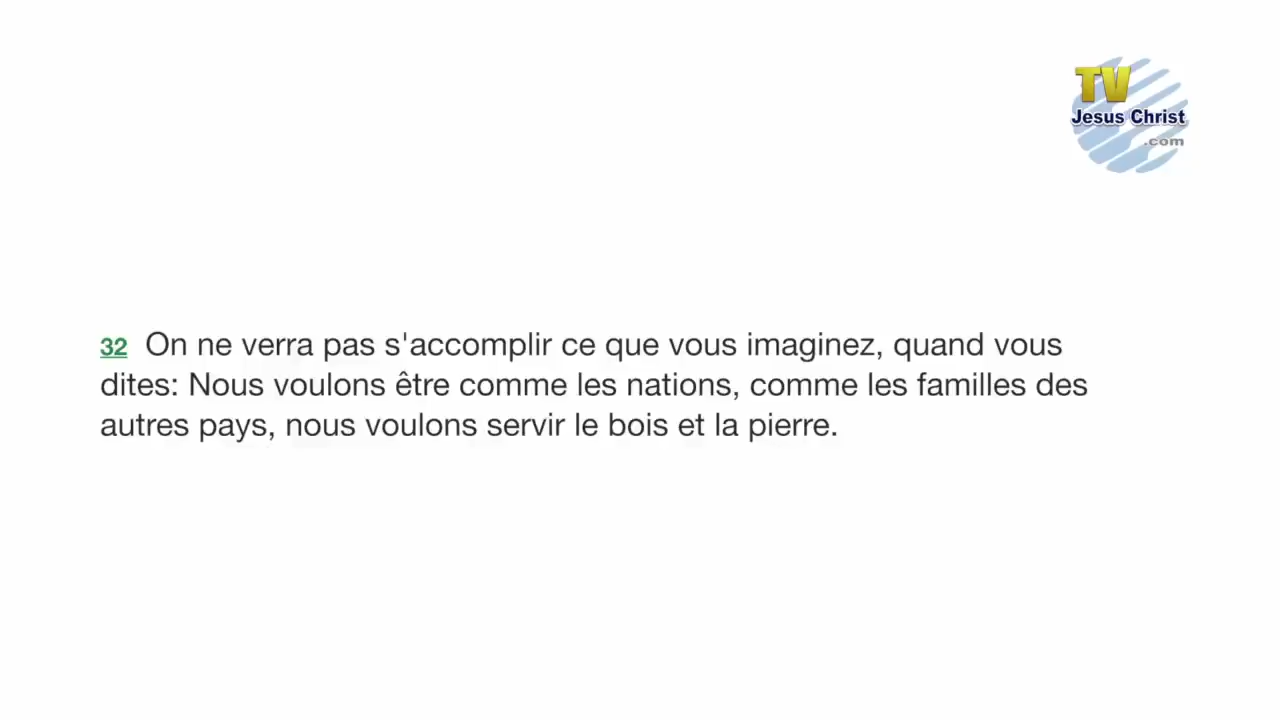 TV
Jesus Christ
.com
32 On ne verra pas s'accomplir ce que vous imaginez, quand vous
dites: Nous voulons être comme les nations, comme les familles des
autres pays, nous voulons servir le bois et la pierre.